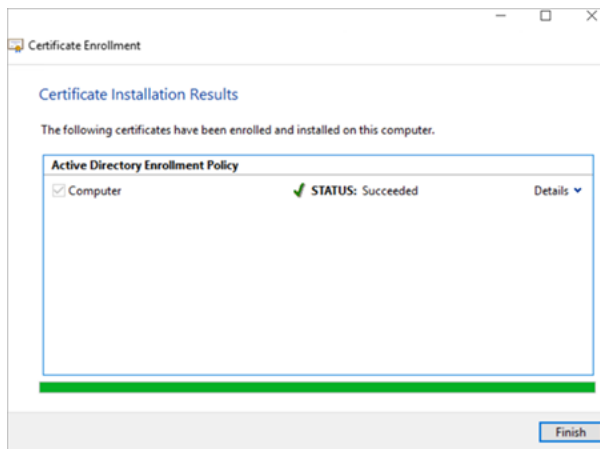 Certificate Enrollment
Certificate Installation Results
The following certificates have been enrolled and installed on this computer.
Active Directory Enrollment Policy
Computer STATUS: Succeeded Details
Finish